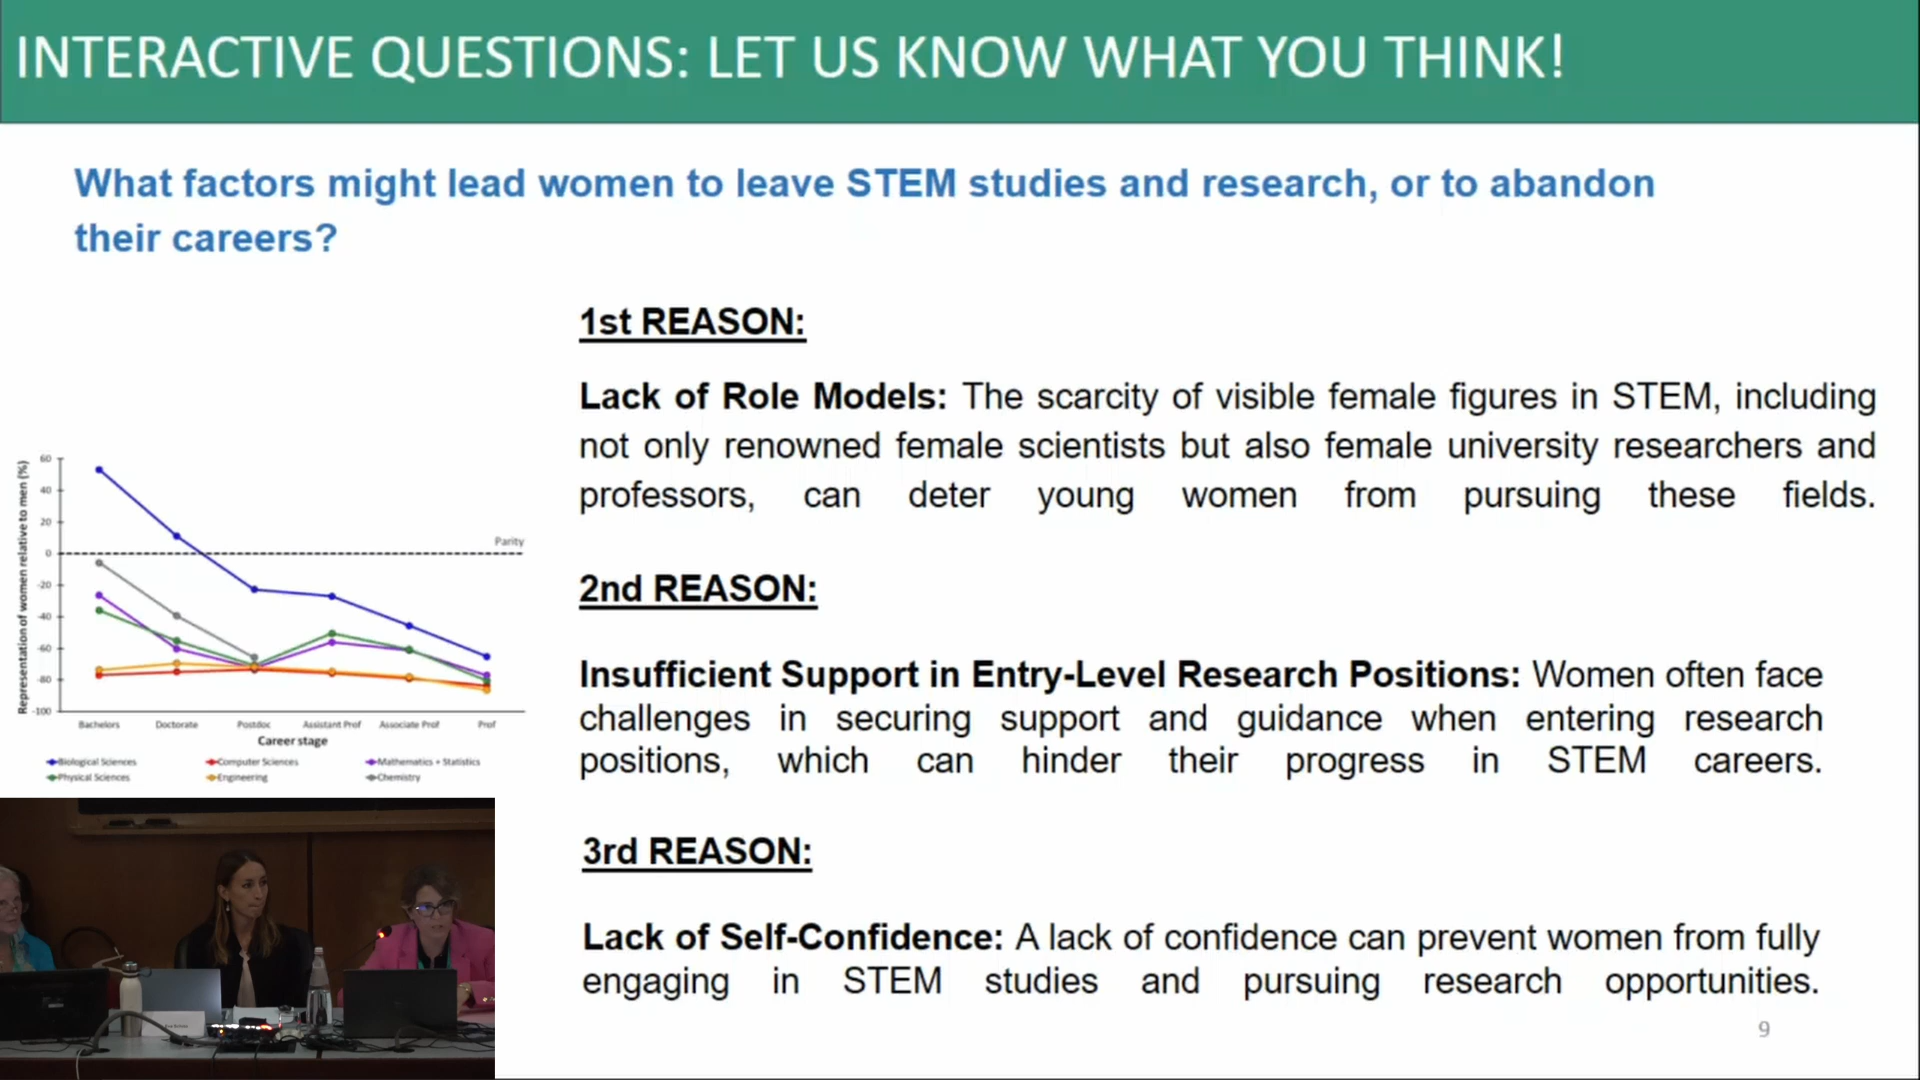 INTERACTIVE QUESTIONS: LET US KNOW WHAT YOU THINK!
What factors might lead women to leave STEM studies and research, or to abandon
their careers?
1st REASON:
Lack of Role Models: The scarcity of visible female figures in STEM, including
not only renowned female scientists but also female university researchers and
professors, can deter young women from pursuing these fields.
2nd REASON:
Insufficient Support in Entry-Level Research Positions: Women often face
challenges in securing support and guidance when entering research
positions, which can hinder their progress in STEM careers.
3rd REASON:
Lack of Self-Confidence: A lack of confidence can prevent women from fully
engaging in STEM studies and pursuing research opportunities.
Representation of women relative to men (%)
60
40
20
0
-20
-40
-60
-80
-100
Parity
Bachelors Doctorate Postdoc Assistant Prof Associate Prof Prof
Career stage
Biological Sciences Computer Sciences Mathematics + Statistics
Physical Sciences Engineering Chemistry
9